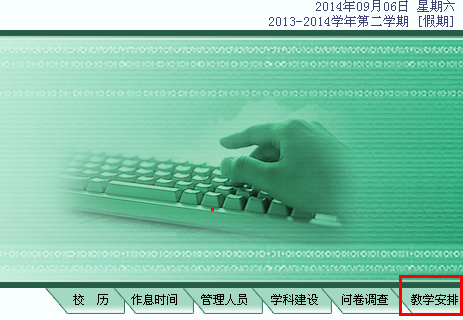 2014年09月06日 星期六
2013-2014学年第二学期 [假期]
校 历 作息时间 管理人员 学科建设 问卷调查 教学安排